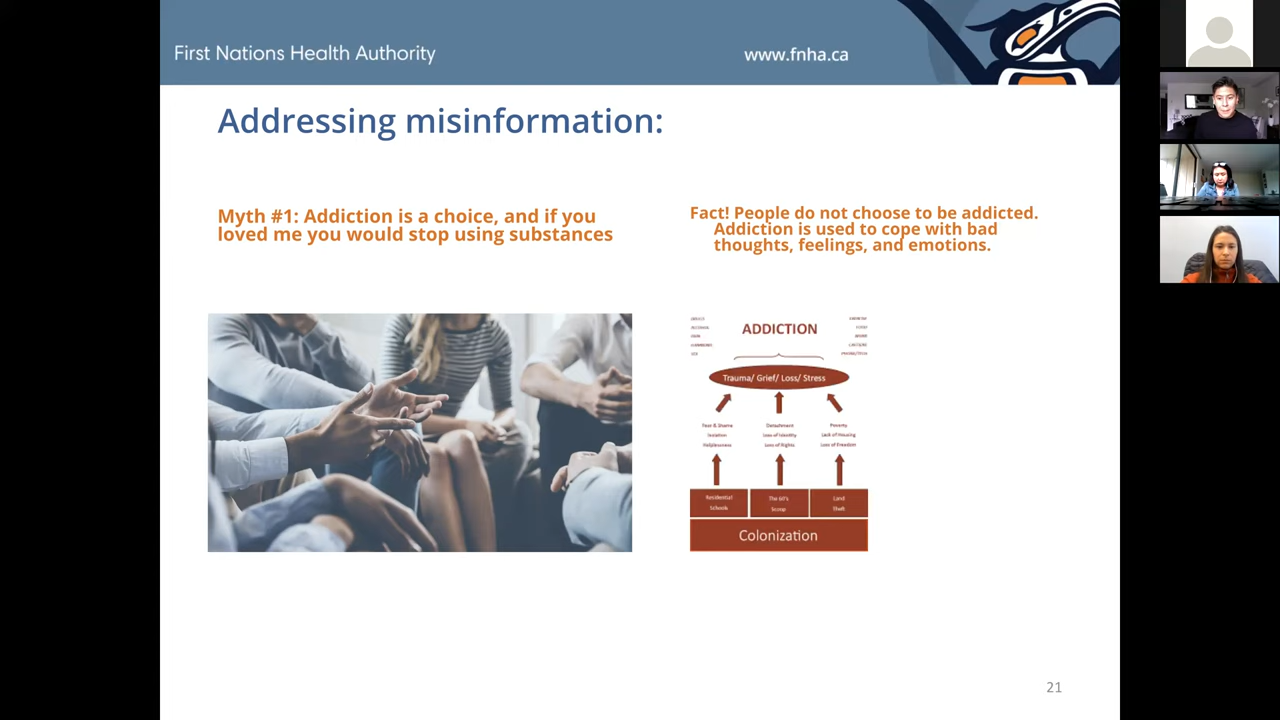 First Nations Health Authority
www.fnha.ca
Addressing misinformation:
Myth #1: Addiction is a choice, and if you
loved me you would stop using substances
Fact! People do not choose to be addicted.
Addiction is used to cope with bad
thoughts, feelings, and emotions.
ADDICTION
Trauma/ Grief/ Loss/ Stress
Fear & Shame
Isolation
Helplessness
Detachment
Loss of Identity
Loss of Rights
Poverty
Lack of Housing
Loss of Freedom
Residential
Schools
The 60's
Scoop
Land
Theft
Colonization
21